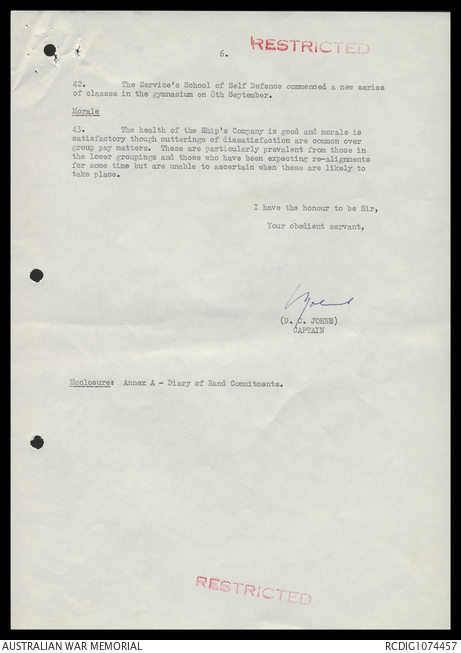 6.
RESTRICTED
42. The Service's School of Self Defence commenced a new series
of classes in the gymnasium on 8th September.
Morale
43. The health of the Ship's Company is good and morale is
satisfactory though mutterings of dissatisfaction are common over
group pay matters. These are particularly prevalent from those in
the lower groupings and those who have been expecting re-alignments
for some time but are unable to ascertain when these are likely to
take place.
I have the honour to be Sir,
Your obedient servant,
(D. C. JOHNS)
CAPTAIN
Enclosure: Annex A - Diary of Band Commitments.
RESTRICTED
AUSTRALIAN WAR MEMORIAL
RCDIG1074457